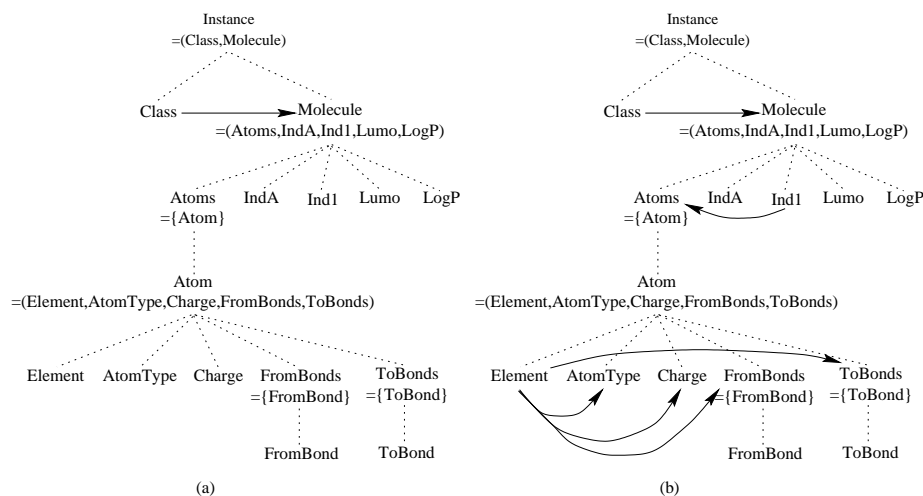 Instance
=(Class,Molecule)
Class
Molecule
=(Atoms,IndA,Ind1,Lumo,LogP)
Atoms
={Atom}
IndA
Ind1
Lumo
LogP
Atom
=(Element,AtomType,Charge,FromBonds,ToBonds)
Element
AtomType
Charge
FromBonds
={FromBond}
ToBonds
={ToBond}
FromBond
ToBond
(a)
Instance
=(Class,Molecule)
Class
Molecule
=(Atoms,IndA,Ind1,Lumo,LogP)
Atoms
={Atom}
IndA
Ind1
Lumo
LogP
Atom
=(Element,AtomType,Charge,FromBonds,ToBonds)
Element
AtomType
Charge
FromBonds
={FromBond}
ToBonds
={ToBond}
FromBond
ToBond
(b)